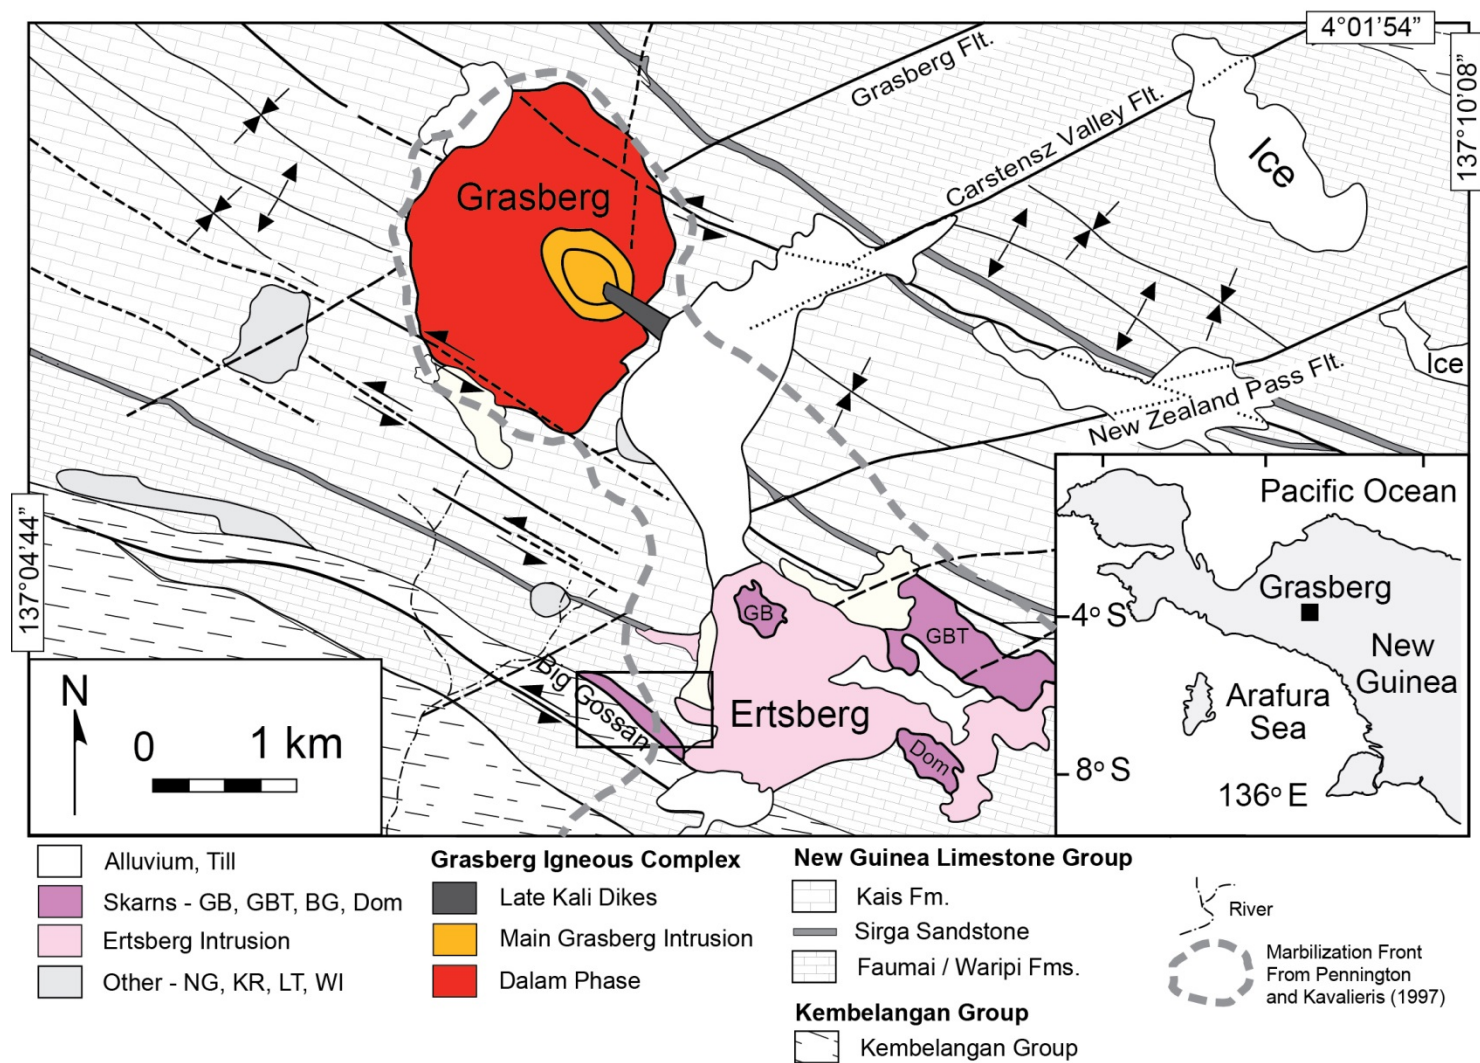 4°01’54”
137°10’08”
Grasberg Flt.
Carstensz Valley Flt.
Ice
Grasberg
Ice
New Zealand Pass Flt.
137°04’44”
Pacific Ocean
Grasberg
4° S
New
Guinea
Arafura
Sea
8° S
136° E
GB
GBT
Big Gossan
Ertsberg
Dom
N
0 1 km
Alluvium, Till
Skarns - GB, GBT, BG, Dom
Ertsberg Intrusion
Other - NG, KR, LT, WI
Grasberg Igneous Complex
Late Kali Dikes
Main Grasberg Intrusion
Dalam Phase
New Guinea Limestone Group
Kais Fm.
Sirga Sandstone
Faumai / Waripi Fms.
Kembelangan Group
Kembelangan Group
River
Marbilization Front
From Pennington
and Kavalieris (1997)